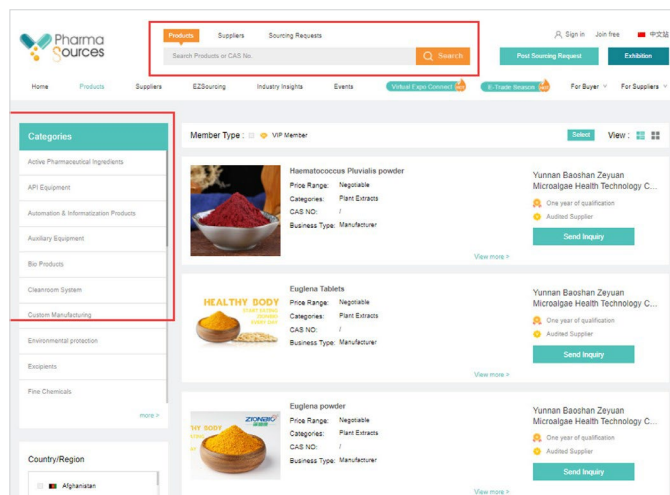 Pharma Sources
Products Suppliers Sourcing Requests
Search Products or CAS No.
Search
Sign in Join free 中文站
Post Sourcing Request Exhibition
Home Products Suppliers EZSourcing Industry Insights Events Virtual Expo Connect E-Trade Season For Buyer For Suppliers
Categories
Active Pharmaceutical Ingredients
API Equipment
Automation & Informatization Products
Auxiliary Equipment
Bio Products
Cleanroom System
Custom Manufacturing
Environmental protection
Excipients
Fine Chemicals
more >
Country/Region
Afghanistan
Member Type : VIP Member
Select View :
Haematococcus Pluvialis powder
Price Range: Negotiable
Categories: Plant Extracts
CAS NO: /
Business Type: Manufacturer
View more >
Yunnan Baoshan Zeyuan
Microalgae Health Technology C...
One year of qualification
Audited Supplier
Send Inquiry
HEALTHY BODY
START EATING
EVERY DAY
Euglena Tablets
Price Range: Negotiable
Categories: Plant Extracts
CAS NO: /
Business Type: Manufacturer
View more >
Yunnan Baoshan Zeyuan
Microalgae Health Technology C...
One year of qualification
Audited Supplier
Send Inquiry
THY BODY
Euglena powder
Price Range: Negotiable
Categories: Plant Extracts
CAS NO: /
Business Type: Manufacturer
View more >
Yunnan Baoshan Zeyuan
Microalgae Health Technology C...
One year of qualification
Audited Supplier
Send Inquiry